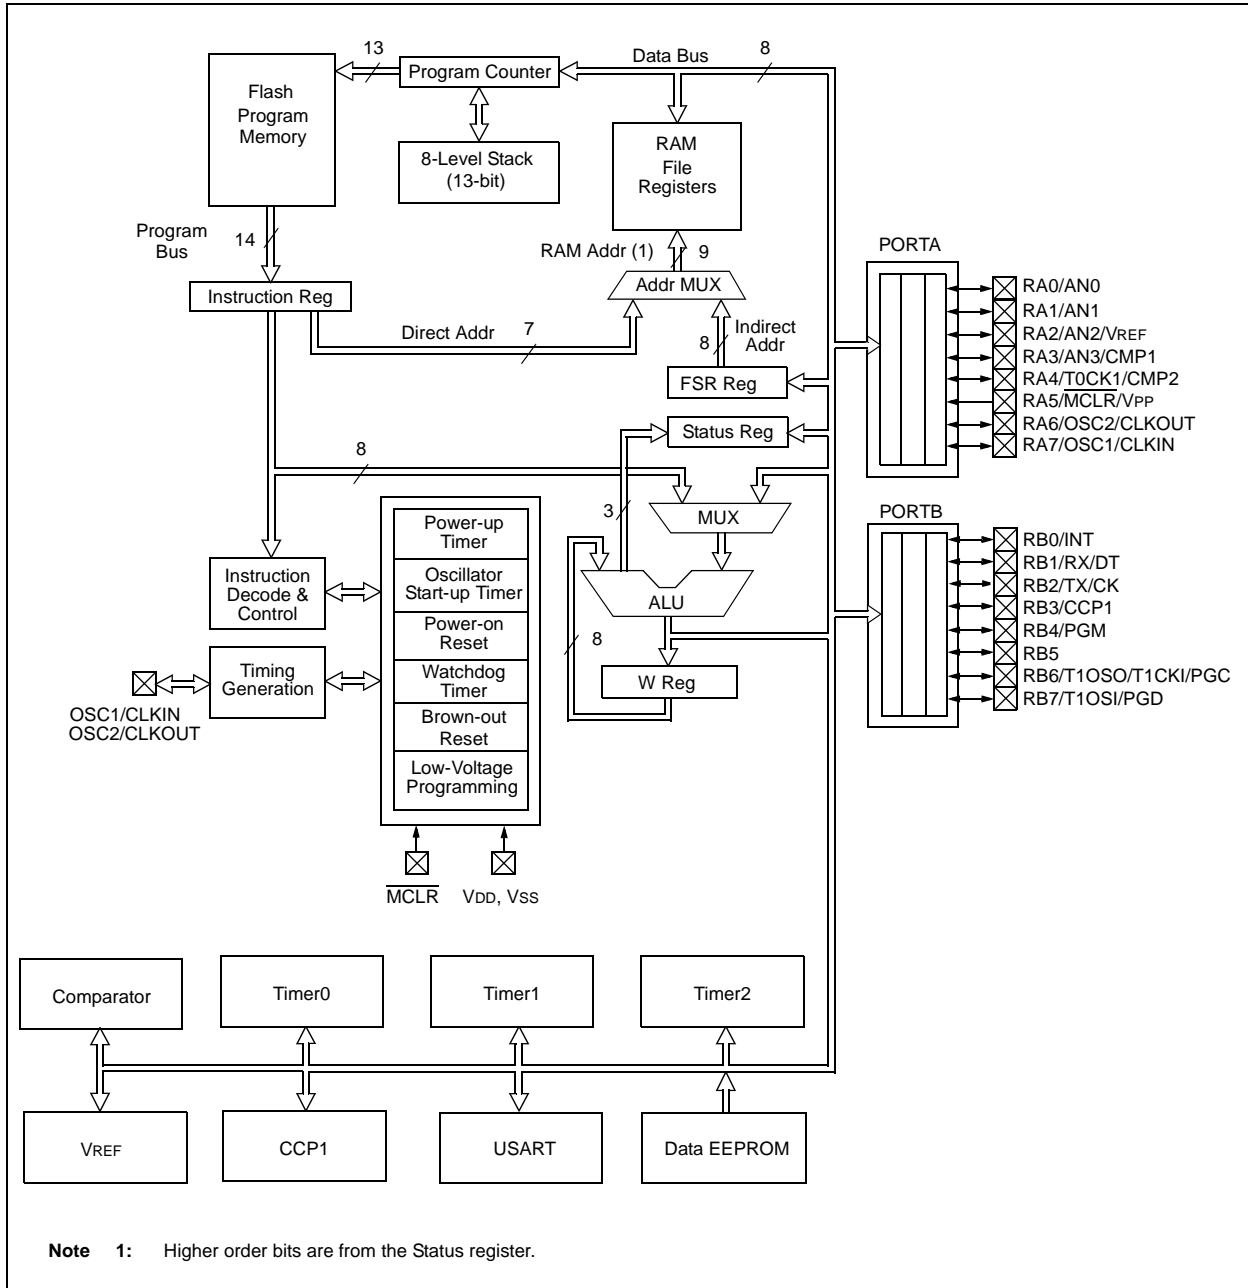 13
Data Bus
8
Program Counter
Flash
Program
Memory
8-Level Stack
(13-bit)
RAM
File
Registers
Program
Bus
14
RAM Addr (1)
9
PORTA
Addr MUX
Instruction Reg
Direct Addr
7
8
Indirect
Addr
FSR Reg
Status Reg
RA0/AN0
RA1/AN1
RA2/AN2/VREF
RA3/AN3/CMP1
RA4/T0CK1/CMP2
RA5/MCLR/VPP
RA6/OSC2/CLKOUT
RA7/OSC1/CLKIN
8
3
MUX
PORTB
Power-up
Timer
Oscillator
Start-up Timer
Power-on
Reset
Watchdog
Timer
Brown-out
Reset
Low-Voltage
Programming
Instruction
Decode &
Control
ALU
8
W Reg
Timing
Generation
OSC1/CLKIN
OSC2/CLKOUT
RB0/INT
RB1/RX/DT
RB2/TX/CK
RB3/CCP1
RB4/PGM
RB5
RB6/T1OSO/T1CKI/PGC
RB7/T1OSI/PGD
MCLR
VDD, VSS
Comparator
Timer0
Timer1
Timer2
VREF
CCP1
USART
Data EEPROM
Note 1: Higher order bits are from the Status register.